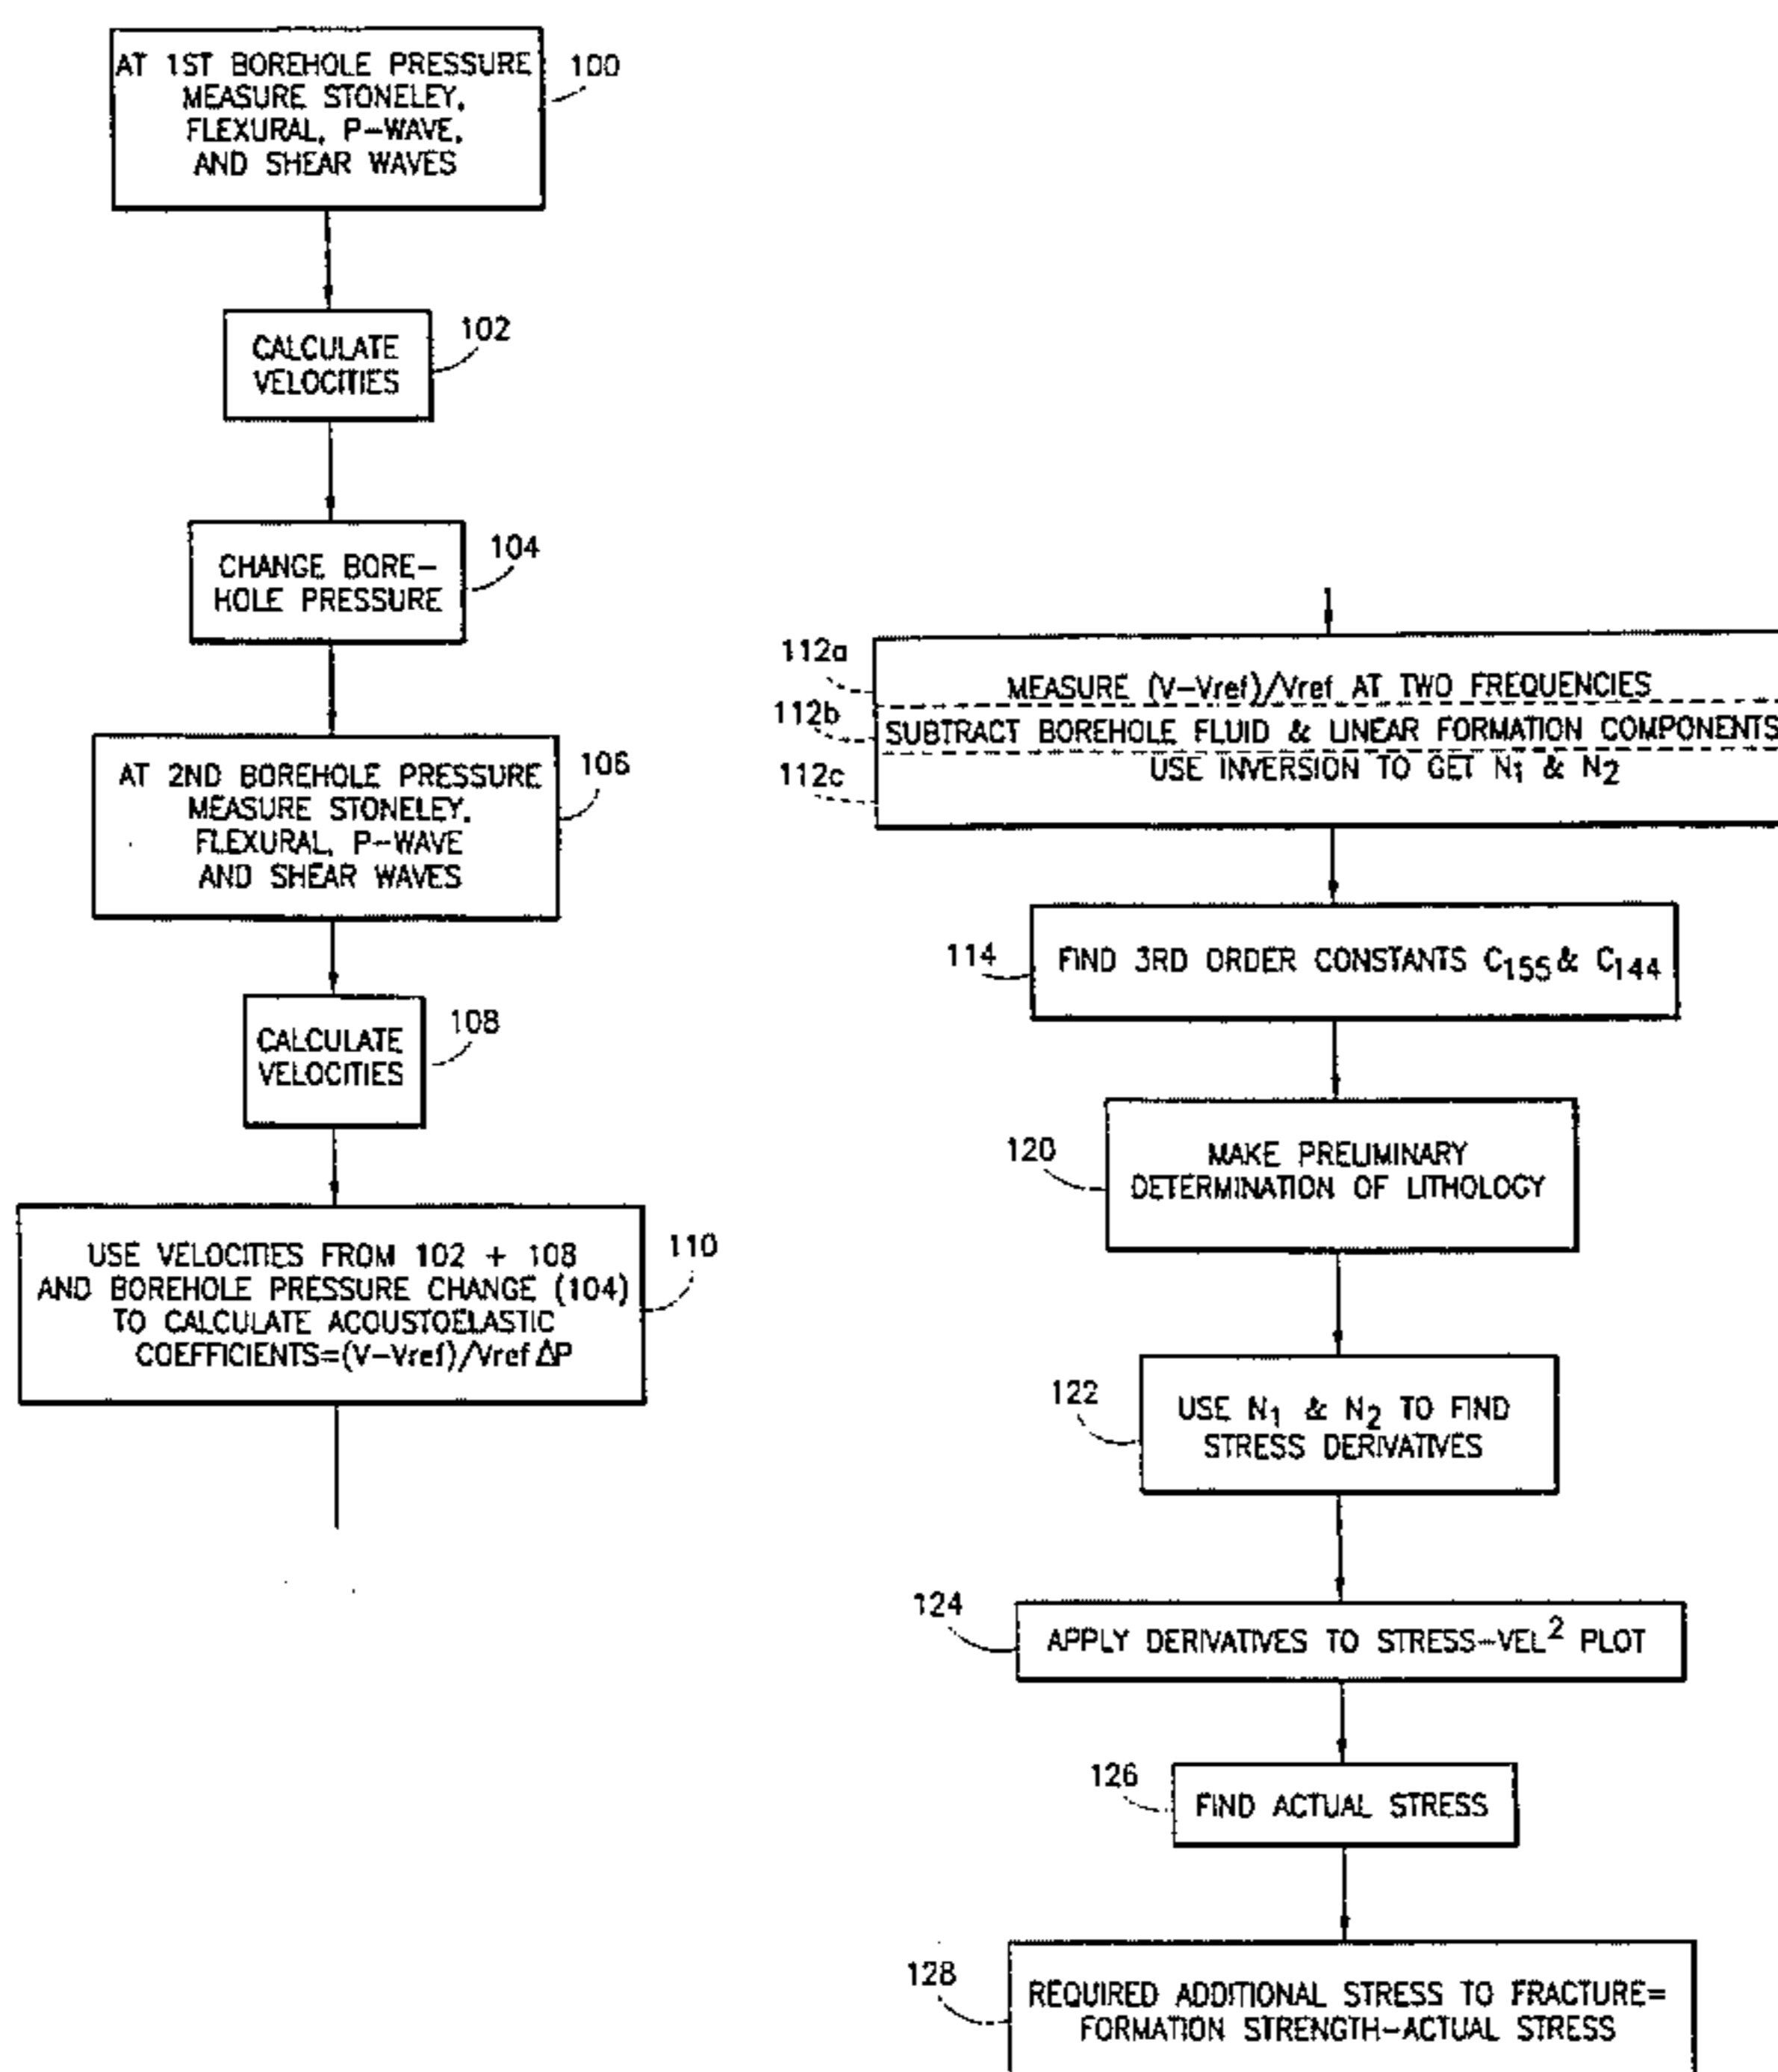 AT 1ST BOREHOLE PRESSURE
MEASURE STONELEY,
FLEXURAL, P-WAVE,
AND SHEAR WAVES
100
CALCULATE
VELOCITIES
102
CHANGE BORE-
HOLE PRESSURE
104
AT 2ND BOREHOLE PRESSURE
MEASURE STONELEY,
FLEXURAL, P-WAVE
AND SHEAR WAVES
106
CALCULATE
VELOCITIES
108
USE VELOCITIES FROM 102 + 108
AND BOREHOLE PRESSURE CHANGE (104)
TO CALCULATE ACOUSTOELASTIC
COEFFICIENTS=(V-Vref)/Vref ΔP
110
112a
MEASURE (V-Vref)/Vref AT TWO FREQUENCIES
112b
SUBTRACT BOREHOLE FLUID & LINEAR FORMATION COMPONENTS
112c
USE INVERSION TO GET N1 & N2
114
FIND 3RD ORDER CONSTANTS C155 & C144
120
MAKE PRELIMINARY
DETERMINATION OF LITHOLOGY
122
USE N1 & N2 TO FIND
STRESS DERIVATIVES
124
APPLY DERIVATIVES TO STRESS-VEL² PLOT
126
FIND ACTUAL STRESS
128
REQUIRED ADDITIONAL STRESS TO FRACTURE=
FORMATION STRENGTH-ACTUAL STRESS